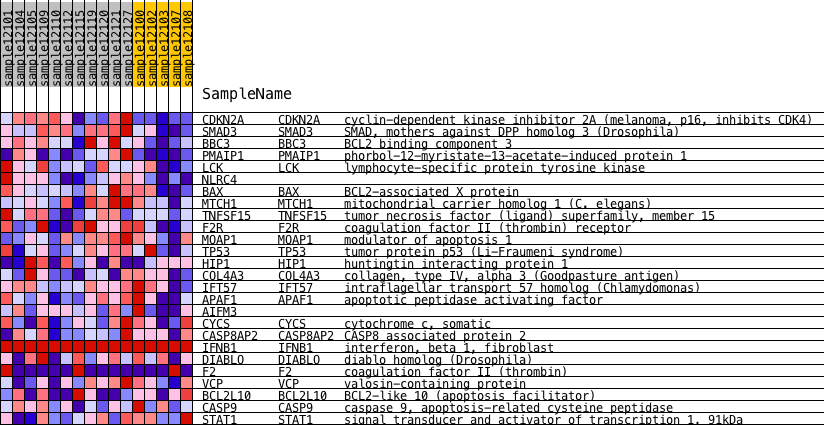 sample12101
sample12104
sample12105
sample12109
sample12110
sample12112
sample12115
sample12119
sample12120
sample12121
sample12127
sample12100
sample12102
sample12103
sample12107
sample12108
SampleName
CDKN2A CDKN2A cyclin-dependent kinase inhibitor 2A (melanoma, p16, inhibits CDK4)
SMAD3 SMAD3 SMAD, mothers against DPP homolog 3 (Drosophila)
BBC3 BBC3 BCL2 binding component 3
PMAIP1 PMAIP1 phorbol-12-myristate-13-acetate-induced protein 1
LCK LCK lymphocyte-specific protein tyrosine kinase
NLRC4
BAX BAX BCL2-associated X protein
MTCH1 MTCH1 mitochondrial carrier homolog 1 (C. elegans)
TNFSF15 TNFSF15 tumor necrosis factor (ligand) superfamily, member 15
F2R F2R coagulation factor II (thrombin) receptor
MOAP1 MOAP1 modulator of apoptosis 1
TP53 TP53 tumor protein p53 (Li-Fraumeni syndrome)
HIP1 HIP1 huntingtin interacting protein 1
COL4A3 COL4A3 collagen, type IV, alpha 3 (Goodpasture antigen)
IFT57 IFT57 intraflagellar transport 57 homolog (Chlamydomonas)
APAF1 APAF1 apoptotic peptidase activating factor
AIFM3
CYCS CYCS cytochrome c, somatic
CASP8AP2 CASP8AP2 CASP8 associated protein 2
IFNB1 IFNB1 interferon, beta 1, fibroblast
DIABLO DIABLO diablo homolog (Drosophila)
F2 F2 coagulation factor II (thrombin)
VCP VCP valosin-containing protein
BCL2L10 BCL2L10 BCL2-like 10 (apoptosis facilitator)
CASP9 CASP9 caspase 9, apoptosis-related cysteine peptidase
STAT1 STAT1 signal transducer and activator of transcription 1, 91kDa